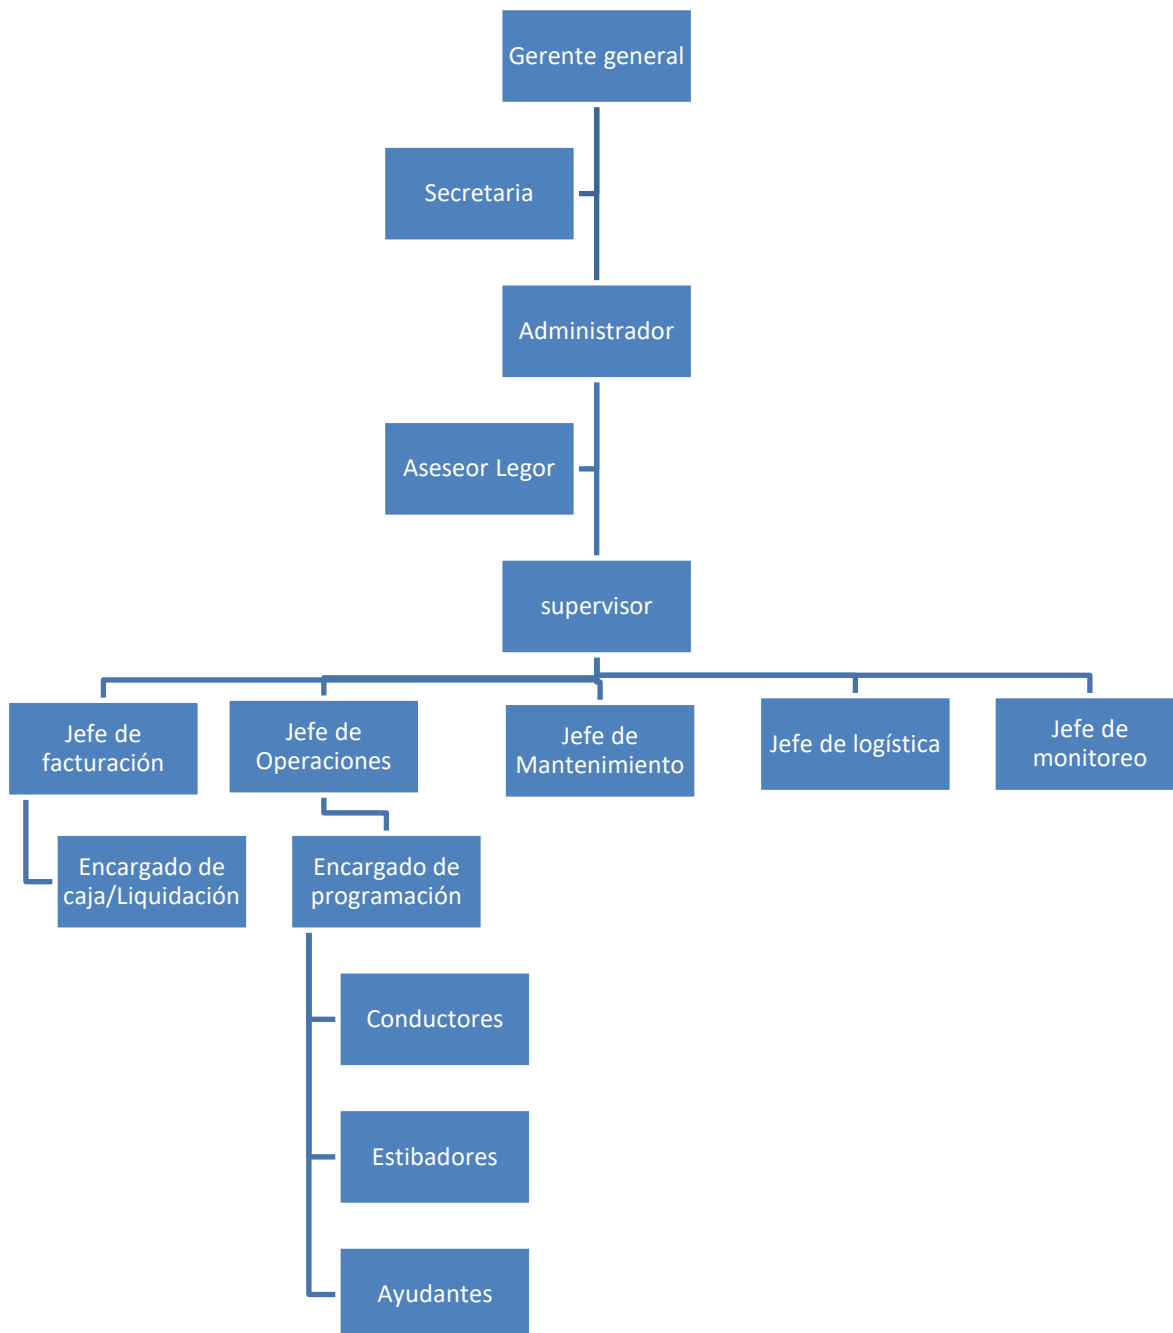 Gerente general
Secretaria
Administrador
Aseseor Legor
supervisor
Jefe de
facturación
Jefe de
Operaciones
Jefe de
Mantenimiento
Jefe de logística
Jefe de
monitoreo
Encargado de
caja/Liquidación
Encargado de
programación
Conductores
Estibadores
Ayudantes